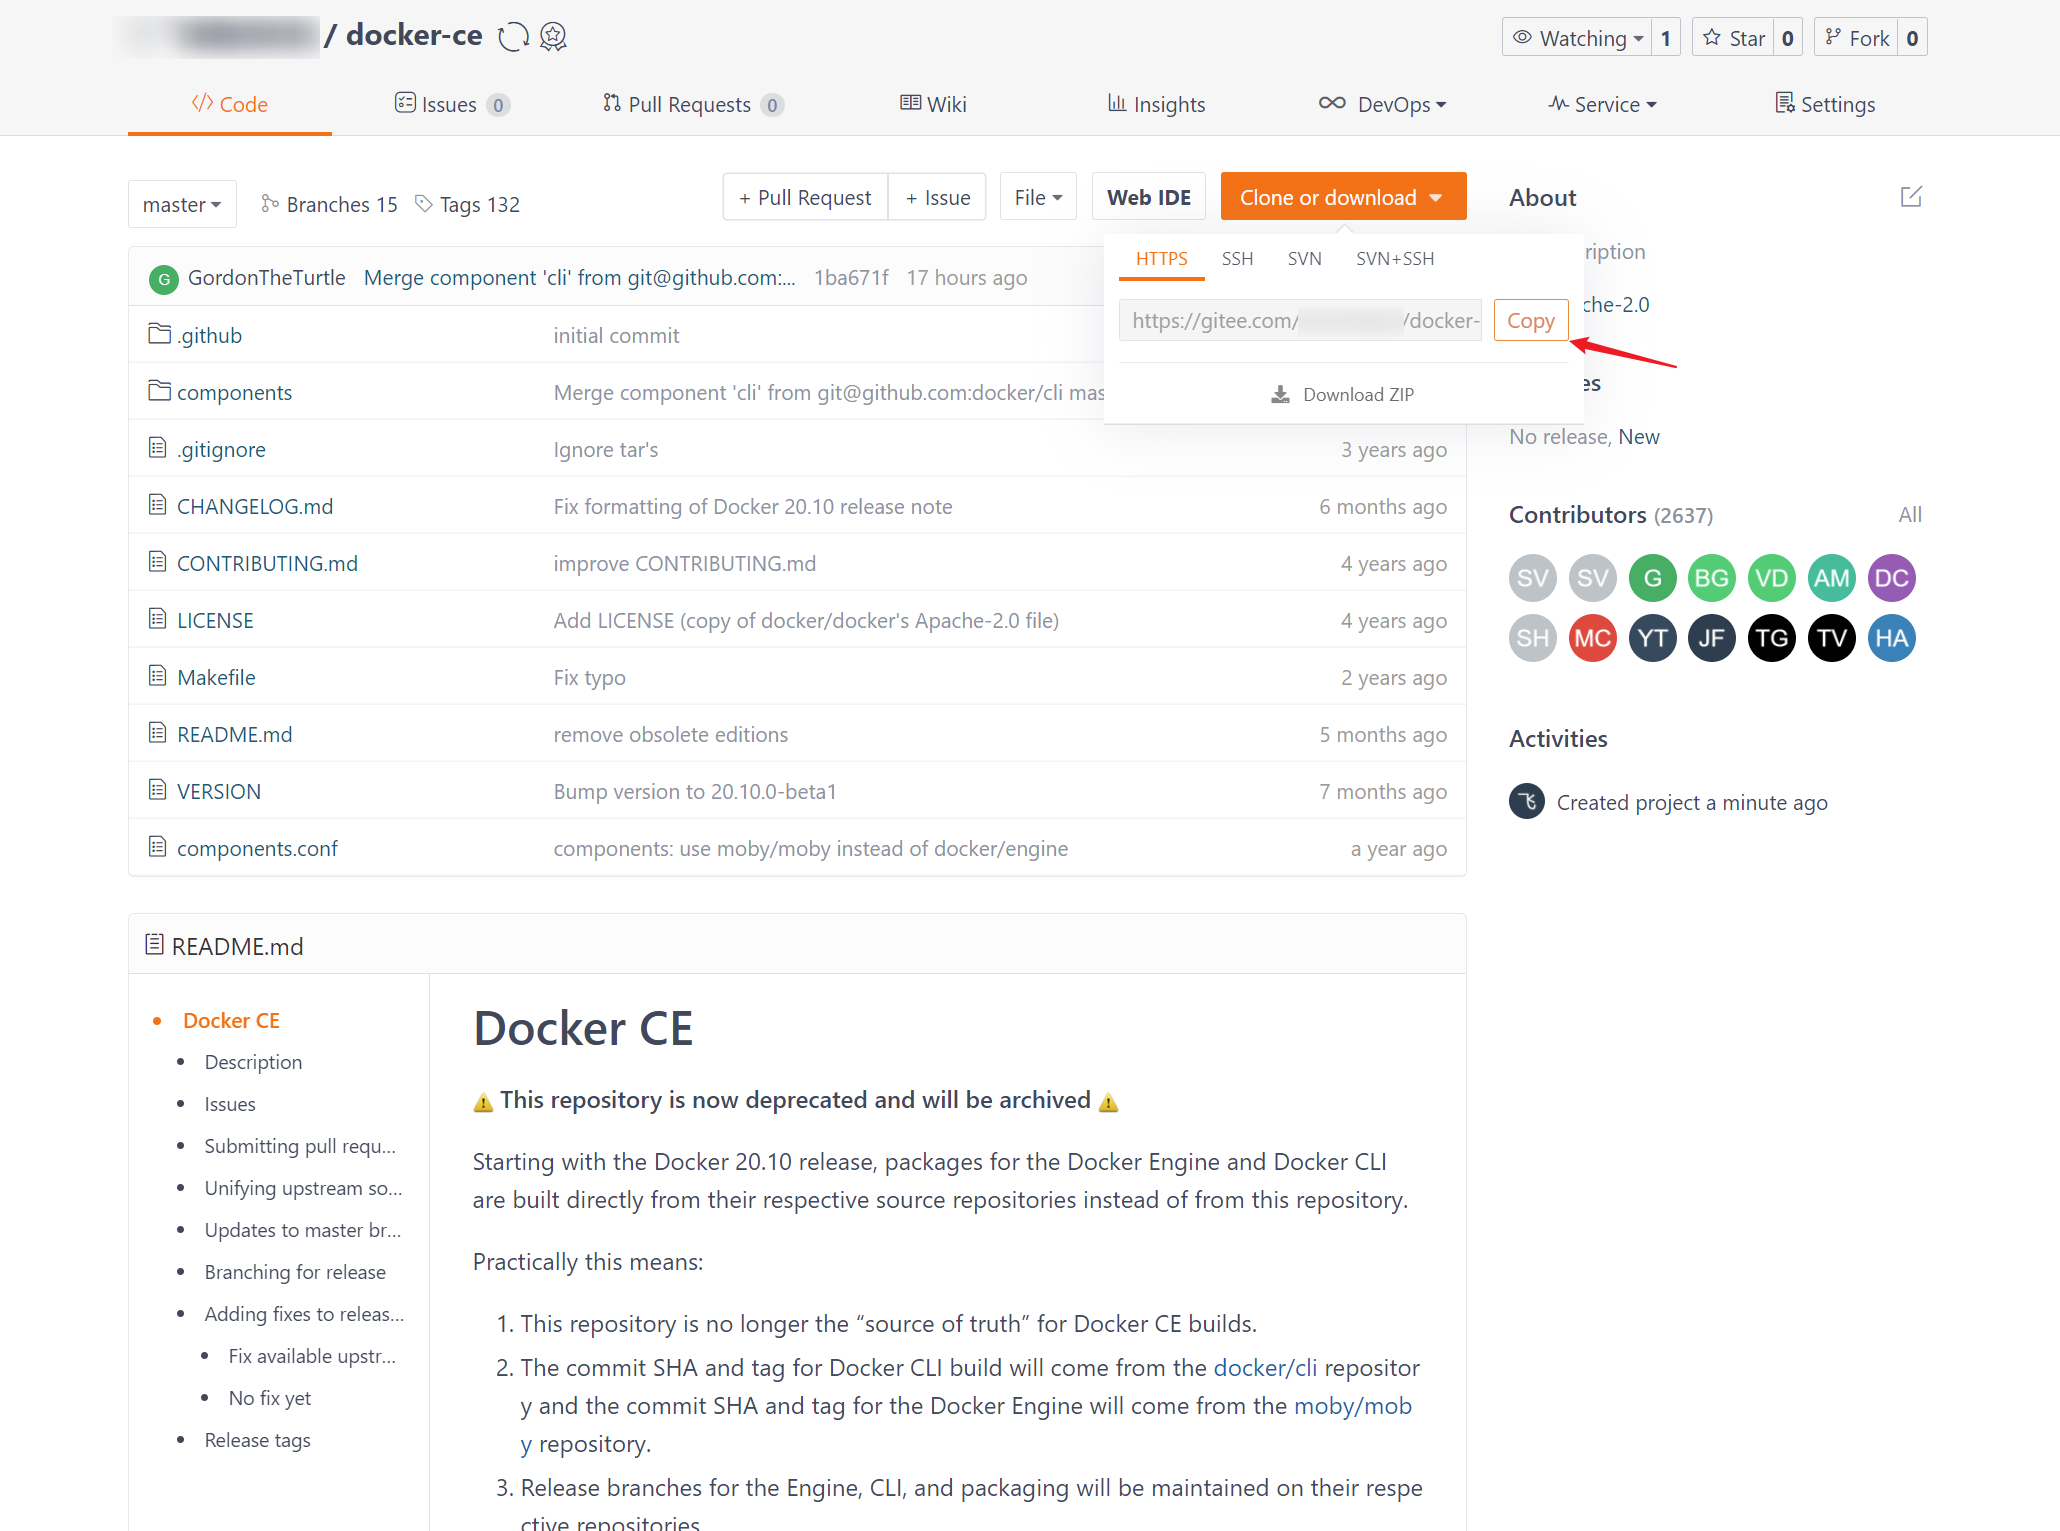 / docker-ce
Watching 1 Star 0 Fork 0
Code Issues 0 Pull Requests 0 Wiki Insights DevOps Service Settings
master Branches 15 Tags 132 + Pull Request + Issue File Web IDE Clone or download
HTTPS SSH SVN SVN+SSH
https://gitee.com/ /docker- Copy
Download ZIP
G GordonTheTurtle Merge component 'cli' from git@github.com:... 1ba671f 17 hours ago
.github initial commit
components Merge component 'cli' from git@github.com:docker/cli mas
.gitignore Ignore tar's 3 years ago
CHANGELOG.md Fix formatting of Docker 20.10 release note 6 months ago
CONTRIBUTING.md improve CONTRIBUTING.md 4 years ago
LICENSE Add LICENSE (copy of docker/docker's Apache-2.0 file) 4 years ago
Makefile Fix typo 2 years ago
README.md remove obsolete editions 5 months ago
VERSION Bump version to 20.10.0-beta1 7 months ago
components.conf components: use moby/moby instead of docker/engine a year ago
About
ription
che-2.0
es
No release, New
Contributors (2637) All
SV SV G BG VD AM DC
SH MC YT JF TG TV HA
Activities
Created project a minute ago
README.md
Docker CE
Description
Issues
Submitting pull requ...
Unifying upstream so...
Updates to master br...
Branching for release
Adding fixes to releas...
Fix available upstr...
No fix yet
Release tags
Docker CE
This repository is now deprecated and will be archived
Starting with the Docker 20.10 release, packages for the Docker Engine and Docker CLI
are built directly from their respective source repositories instead of from this repository.
Practically this means:
1. This repository is no longer the “source of truth” for Docker CE builds.
2. The commit SHA and tag for Docker CLI build will come from the docker/cli repositor
y and the commit SHA and tag for the Docker Engine will come from the moby/mob
y repository.
3. Release branches for the Engine, CLI, and packaging will be maintained on their respe
ctive repositories